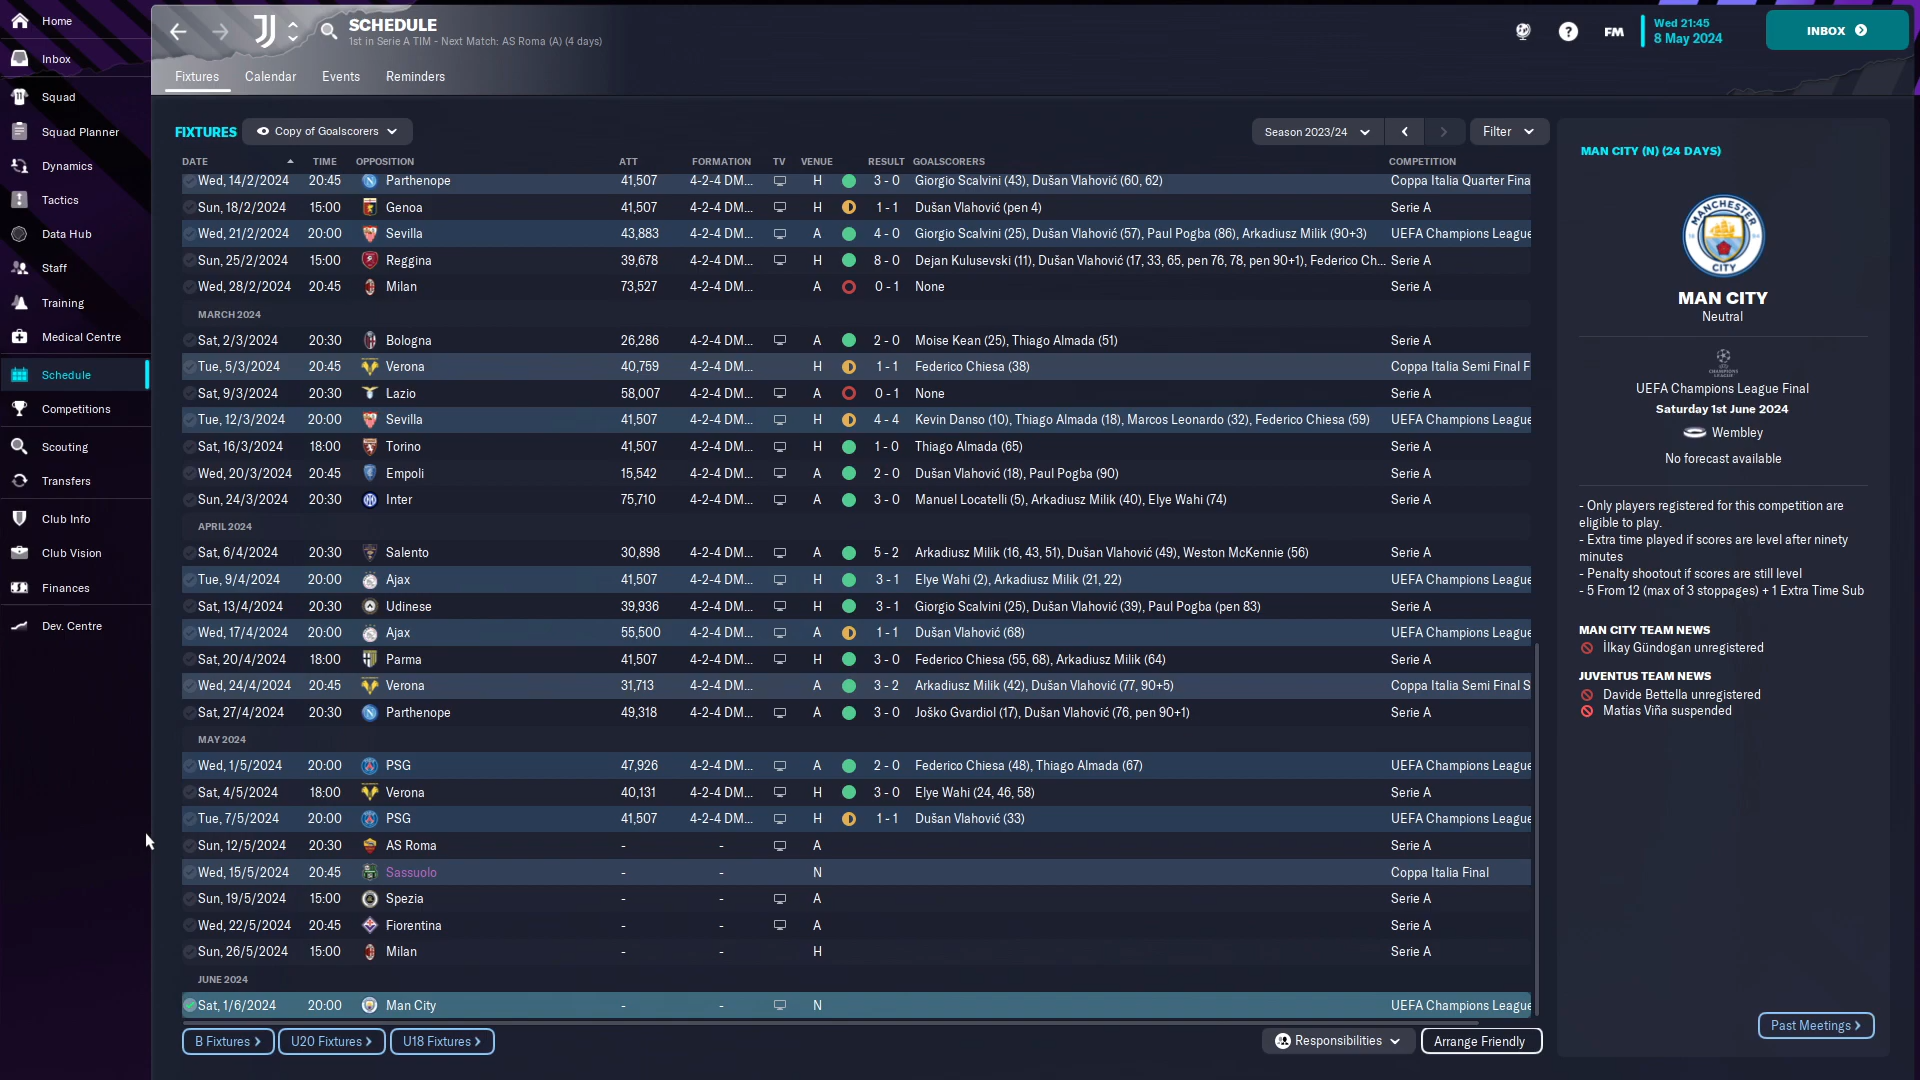 Home
Inbox
Squad
Squad Planner
Dynamics
Tactics
Data Hub
Staff
Training
Medical Centre
Schedule
Competitions
Scouting
Transfers
Club Info
Club Vision
Finances
Dev. Centre
SCHEDULE
1st in Serie A TIM - Next Match: AS Roma (A) (4 days)
FM
Wed 21:45
8 May 2024
INBOX
Fixtures Calendar Events Reminders
FIXTURES Copy of Goalscorers Season 2023/24 Filter
DATE TIME OPPOSITION ATT FORMATION TV VENUE RESULT GOALSCORERS COMPETITION
Wed, 14/2/2024 20:45 Parthenope 41,507 4-2-4 DM... H 3 - 0 Giorgio Scalvini (43), Dušan Vlahović (60, 62) Coppa Italia Quarter Fina
Sun, 18/2/2024 15:00 Genoa 41,507 4-2-4 DM... H 1 - 1 Dušan Vlahović (pen 4) Serie A
Wed, 21/2/2024 20:00 Sevilla 43,883 4-2-4 DM... A 4 - 0 Giorgio Scalvini (25), Dušan Vlahović (57), Paul Pogba (86), Arkadiusz Milik (90+3) UEFA Champions League
Sun, 25/2/2024 15:00 Reggina 39,678 4-2-4 DM... H 8 - 0 Dejan Kulusevski (11), Dušan Vlahović (17, 33, 65, pen 76, 78, pen 90+1), Federico Ch... Serie A
Wed, 28/2/2024 20:45 Milan 73,527 4-2-4 DM... A 0 - 1 None Serie A
MARCH 2024
Sat, 2/3/2024 20:30 Bologna 26,286 4-2-4 DM... A 2 - 0 Moise Kean (25), Thiago Almada (51) Serie A
Tue, 5/3/2024 20:45 Verona 40,759 4-2-4 DM... H 1 - 1 Federico Chiesa (38) Coppa Italia Semi Final F
Sat, 9/3/2024 20:30 Lazio 58,007 4-2-4 DM... A 0 - 1 None Serie A
Tue, 12/3/2024 20:00 Sevilla 41,507 4-2-4 DM... H 4 - 4 Kevin Danso (10), Thiago Almada (18), Marcos Leonardo (32), Federico Chiesa (59) UEFA Champions League
Sat, 16/3/2024 18:00 Torino 41,507 4-2-4 DM... H 1 - 0 Thiago Almada (65) Serie A
Wed, 20/3/2024 20:45 Empoli 15,542 4-2-4 DM... A 2 - 0 Dušan Vlahović (18), Paul Pogba (90) Serie A
Sun, 24/3/2024 20:30 Inter 75,710 4-2-4 DM... A 3 - 0 Manuel Locatelli (5), Arkadiusz Milik (40), Elye Wahi (74) Serie A
APRIL 2024
Sat, 6/4/2024 20:30 Salento 30,898 4-2-4 DM... A 5 - 2 Arkadiusz Milik (16, 43, 51), Dušan Vlahović (49), Weston McKennie (56) Serie A
Tue, 9/4/2024 20:00 Ajax 41,507 4-2-4 DM... H 3 - 1 Elye Wahi (2), Arkadiusz Milik (21, 22) UEFA Champions League
Sat, 13/4/2024 20:30 Udinese 39,936 4-2-4 DM... H 3 - 1 Giorgio Scalvini (25), Dušan Vlahović (39), Paul Pogba (pen 83) Serie A
Wed, 17/4/2024 20:00 Ajax 55,500 4-2-4 DM... A 1 - 1 Dušan Vlahović (68) UEFA Champions League
Sat, 20/4/2024 18:00 Parma 41,507 4-2-4 DM... H 3 - 0 Federico Chiesa (55, 68), Arkadiusz Milik (64) Serie A
Wed, 24/4/2024 20:45 Verona 31,713 4-2-4 DM... A 3 - 2 Arkadiusz Milik (42), Dušan Vlahović (77, 90+5) Coppa Italia Semi Final S
Sat, 27/4/2024 20:30 Parthenope 49,318 4-2-4 DM... A 3 - 0 Joško Gvardiol (17), Dušan Vlahović (76, pen 90+1) Serie A
MAY 2024
Wed, 1/5/2024 20:00 PSG 47,926 4-2-4 DM... A 2 - 0 Federico Chiesa (48), Thiago Almada (67) UEFA Champions League
Sat, 4/5/2024 18:00 Verona 40,131 4-2-4 DM... H 3 - 0 Elye Wahi (24, 46, 58) Serie A
Tue, 7/5/2024 20:00 PSG 41,507 4-2-4 DM... H 1 - 1 Dušan Vlahović (33) UEFA Champions League
Sun, 12/5/2024 20:30 AS Roma - - A Serie A
Wed, 15/5/2024 20:45 Sassuolo - - N Coppa Italia Final
Sun, 19/5/2024 15:00 Spezia - - A Serie A
Wed, 22/5/2024 20:45 Fiorentina - - A Serie A
Sun, 26/5/2024 15:00 Milan - - H Serie A
JUNE 2024
Sat, 1/6/2024 20:00 Man City - - N UEFA Champions League
B Fixtures U20 Fixtures U18 Fixtures Responsibilities Arrange Friendly
MAN CITY (N) (24 DAYS)
MANCHESTER
CITY
MAN CITY
Neutral
UEFA Champions League Final
Saturday 1st June 2024
Wembley
No forecast available
- Only players registered for this competition are
eligible to play.
- Extra time played if scores are level after ninety
minutes
- Penalty shootout if scores are still level
- 5 From 12 (max of 3 stoppages) + 1 Extra Time Sub
MAN CITY TEAM NEWS
İlkay Gündogan unregistered
JUVENTUS TEAM NEWS
Davide Bettella unregistered
Matías Viña suspended
Past Meetings